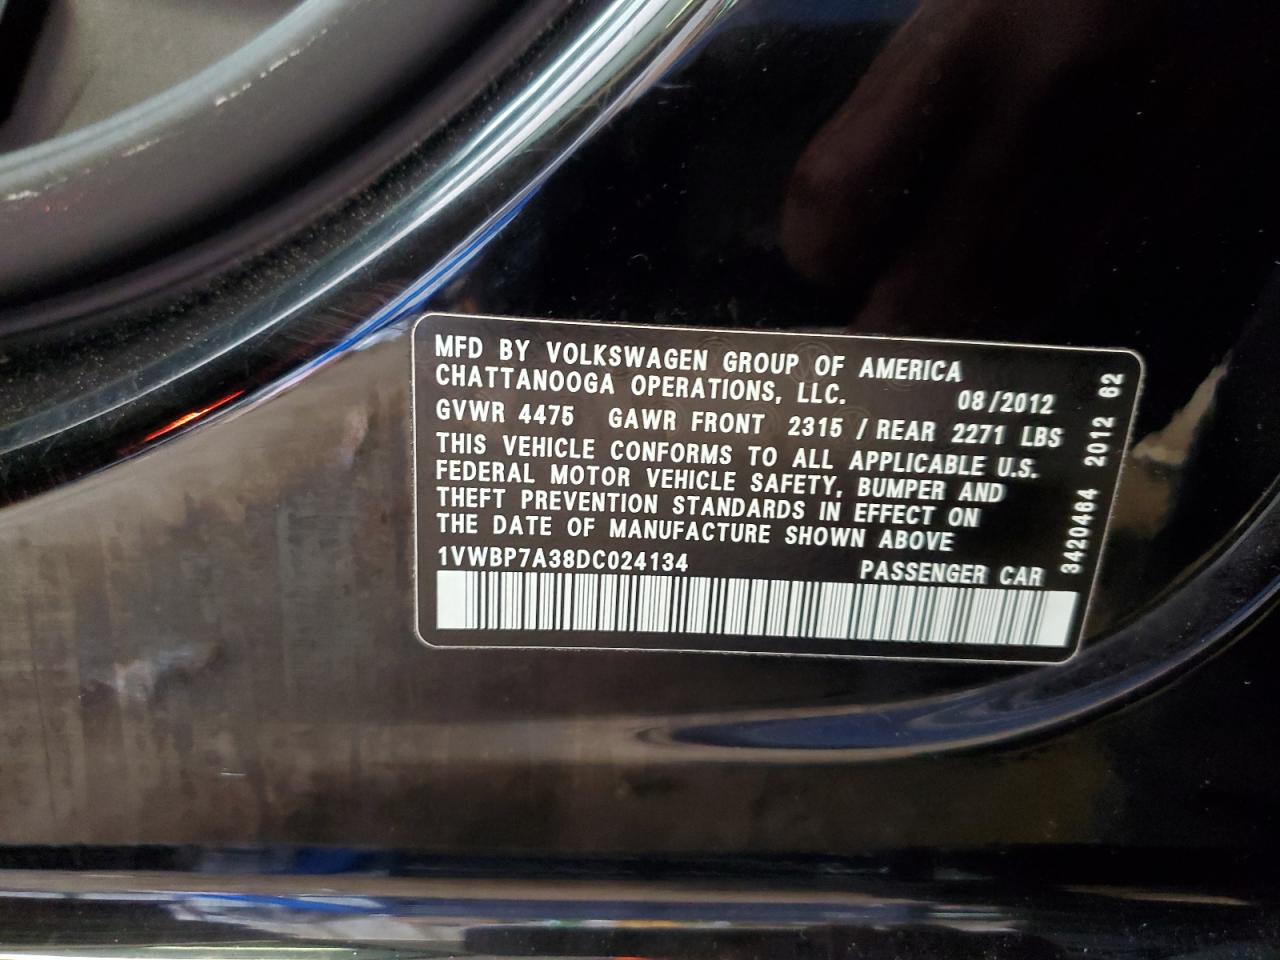 MFD BY VOLKSWAGEN GROUP OF AMERICA
CHATTANOOGA OPERATIONS, LLC. 08/2012
GVWR 4475 GAWR FRONT 2315 / REAR 2271 LBS
THIS VEHICLE CONFORMS TO ALL APPLICABLE U.S.
FEDERAL MOTOR VEHICLE SAFETY, BUMPER AND
THEFT PREVENTION STANDARDS IN EFFECT ON
THE DATE OF MANUFACTURE SHOWN ABOVE
1VWBP7A38DC024134 PASSENGER CAR
3420464 2012 62